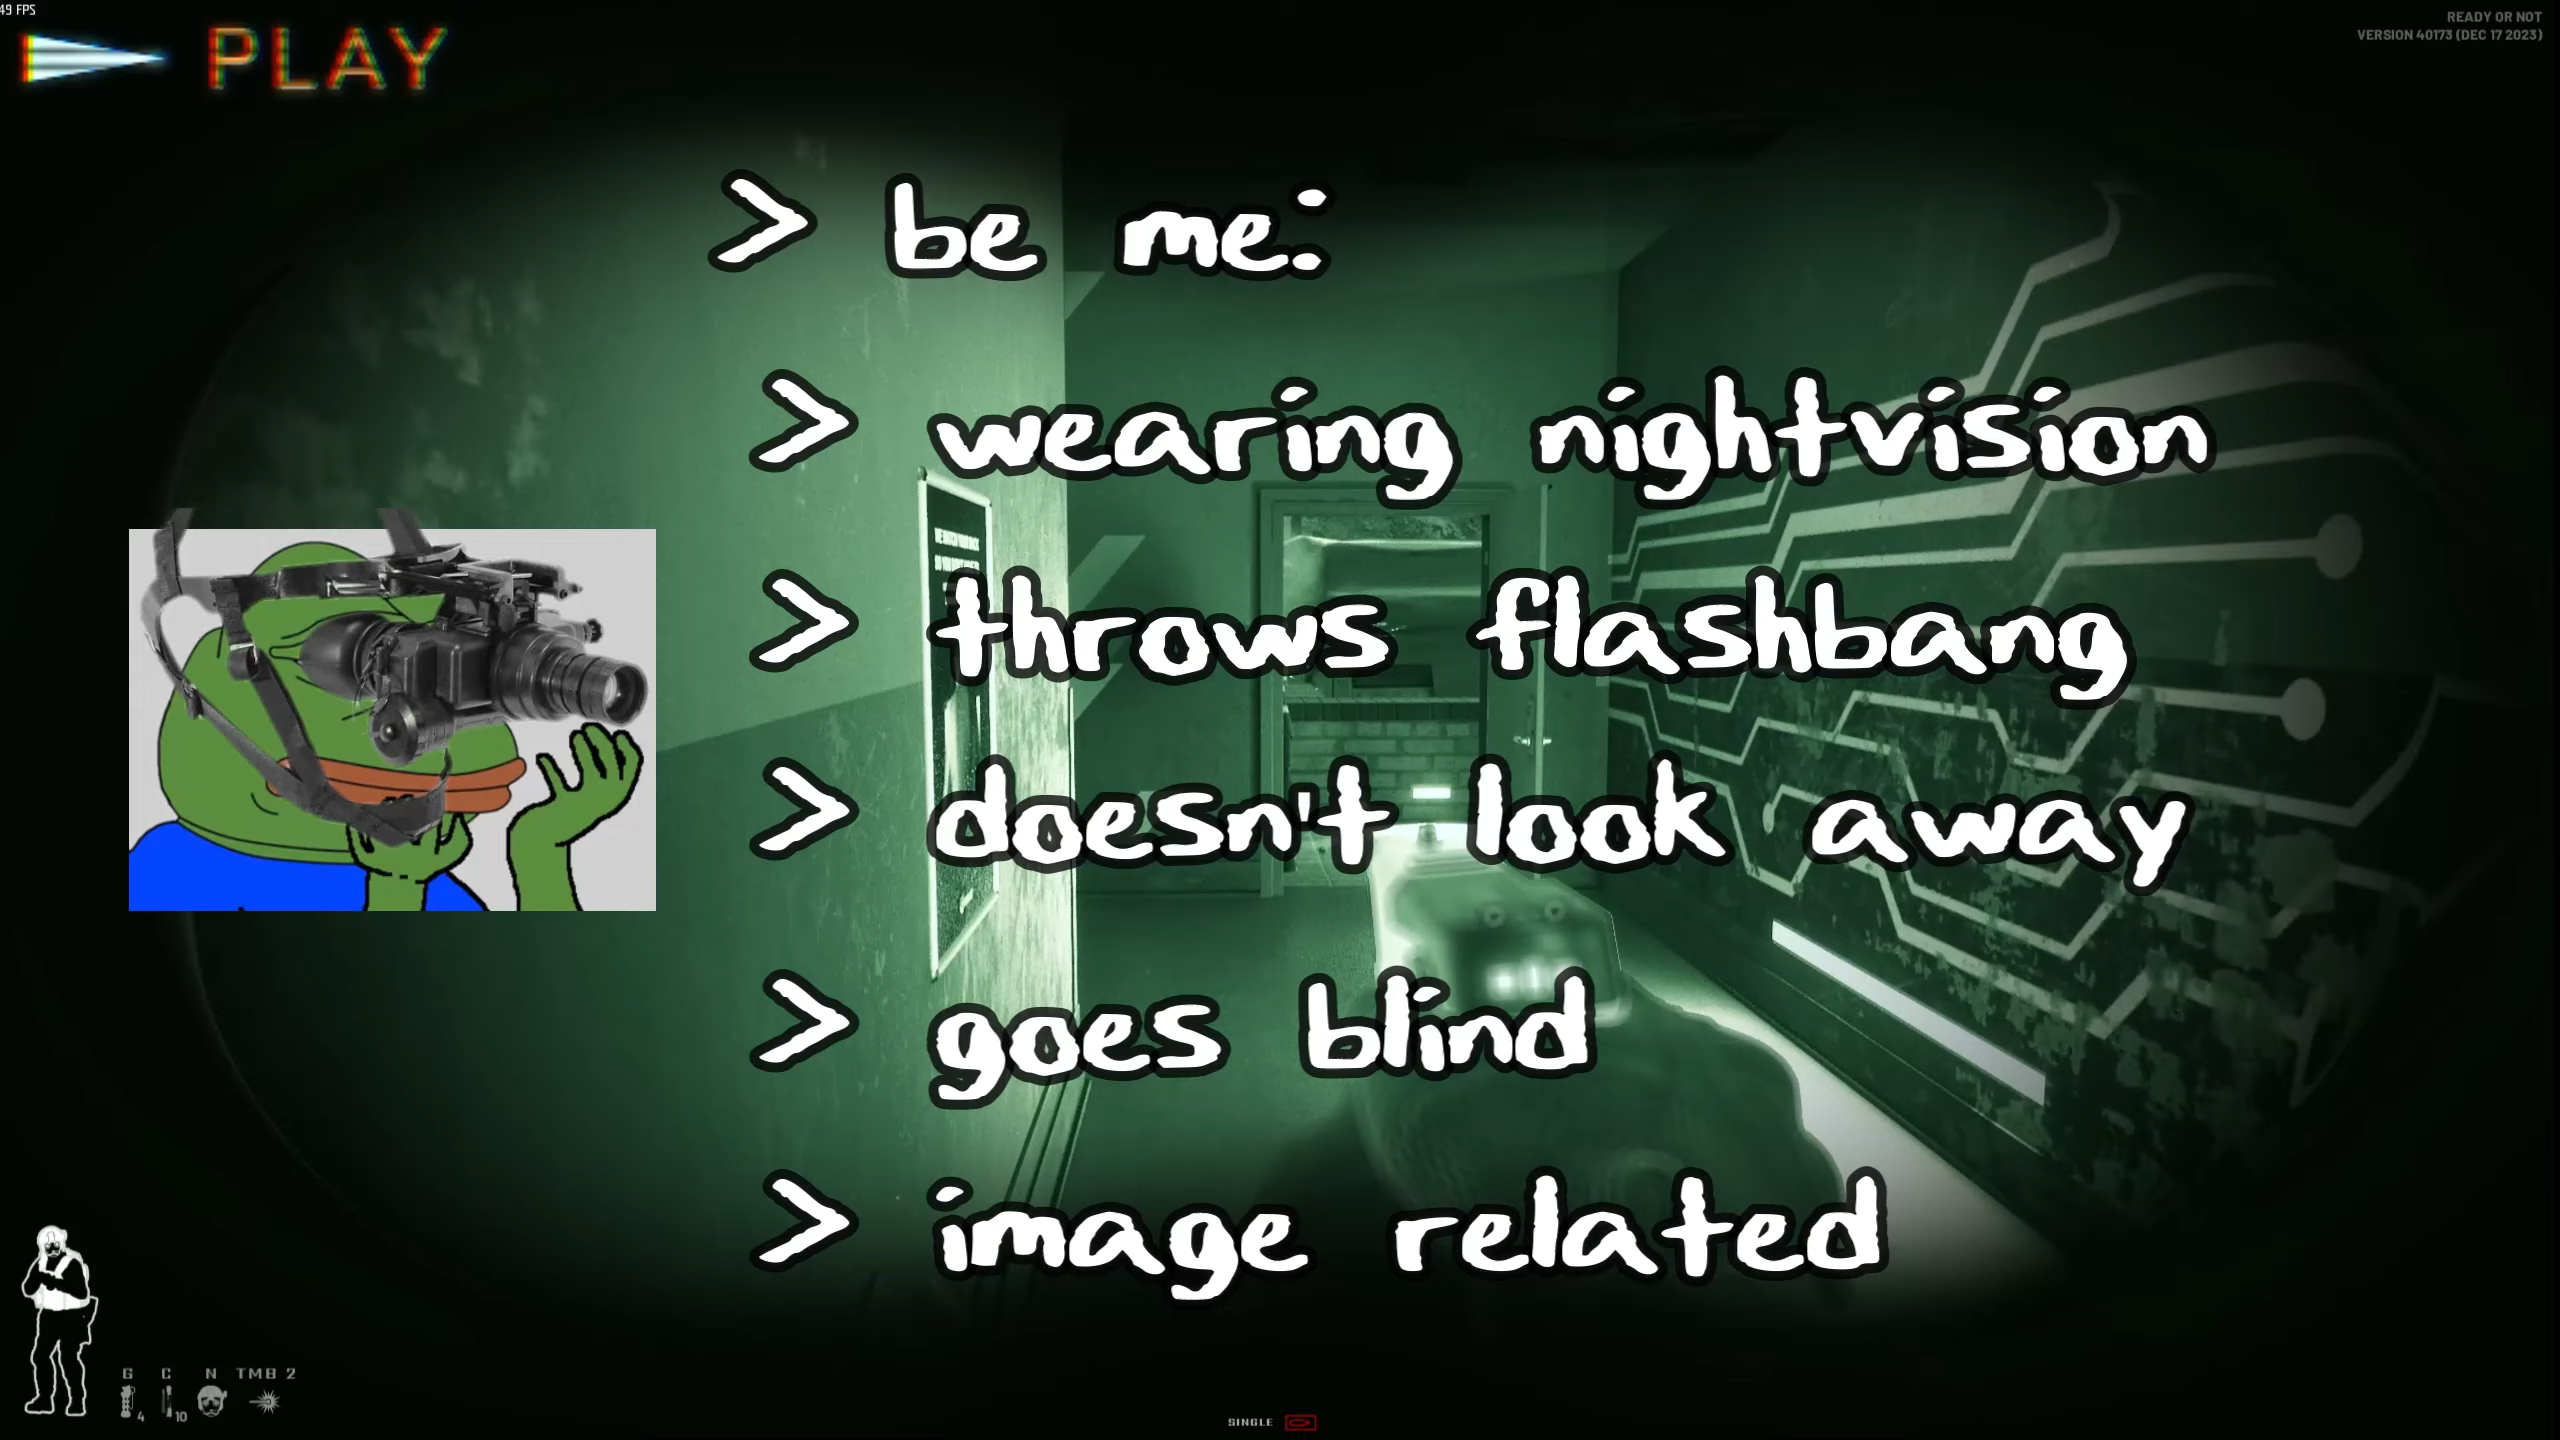 49 FPS
PLAY
READY OR NOT
VERSION 40173 (DEC 17 2023)
> be me:
> wearing nightvision
> throws flashbang
> doesn't look away
> goes blind
> image related
G C N TMB 2
4 10
SINGLE